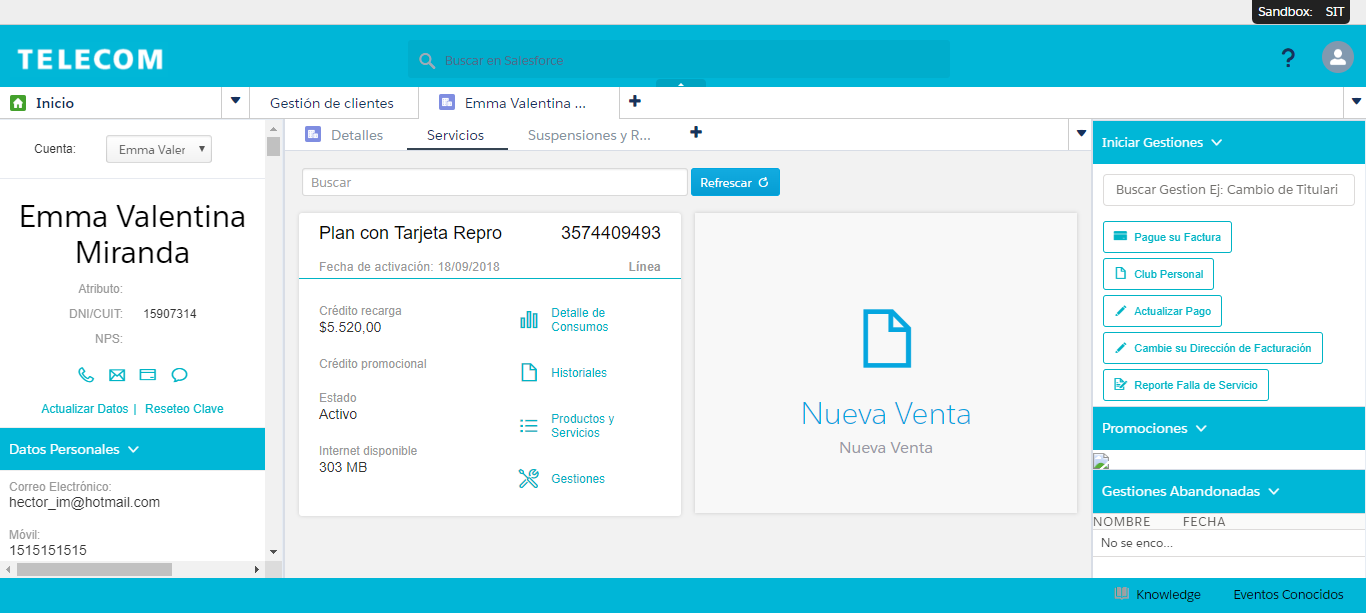 Sandbox: SIT
TELECOM
Buscar en Salesforce
?
Inicio
Gestión de clientes
Emma Valentina ...
Cuenta:
Emma Valer
Emma Valentina
Miranda
Atributo:
DNI/CUIT: 15907314
NPS:
Actualizar Datos | Reseteo Clave
Datos Personales
Correo Electrónico:
hector_im@hotmail.com
Móvil:
1515151515
Detalles
Servicios
Suspensiones y R...
Buscar
Refrescar
Plan con Tarjeta Repro 3574409493
Fecha de activación: 18/09/2018 Línea
Crédito recarga
$5.520,00
Crédito promocional
Estado
Activo
Internet disponible
303 MB
Detalle de
Consumos
Historiales
Productos y
Servicios
Gestiones
Nueva Venta
Nueva Venta
Iniciar Gestiones
Buscar Gestion Ej: Cambio de Titulari
Pague su Factura
Club Personal
Actualizar Pago
Cambie su Dirección de Facturación
Reporte Falla de Servicio
Promociones
Gestiones Abandonadas
NOMBRE FECHA
No se enco...
Knowledge
Eventos Conocidos